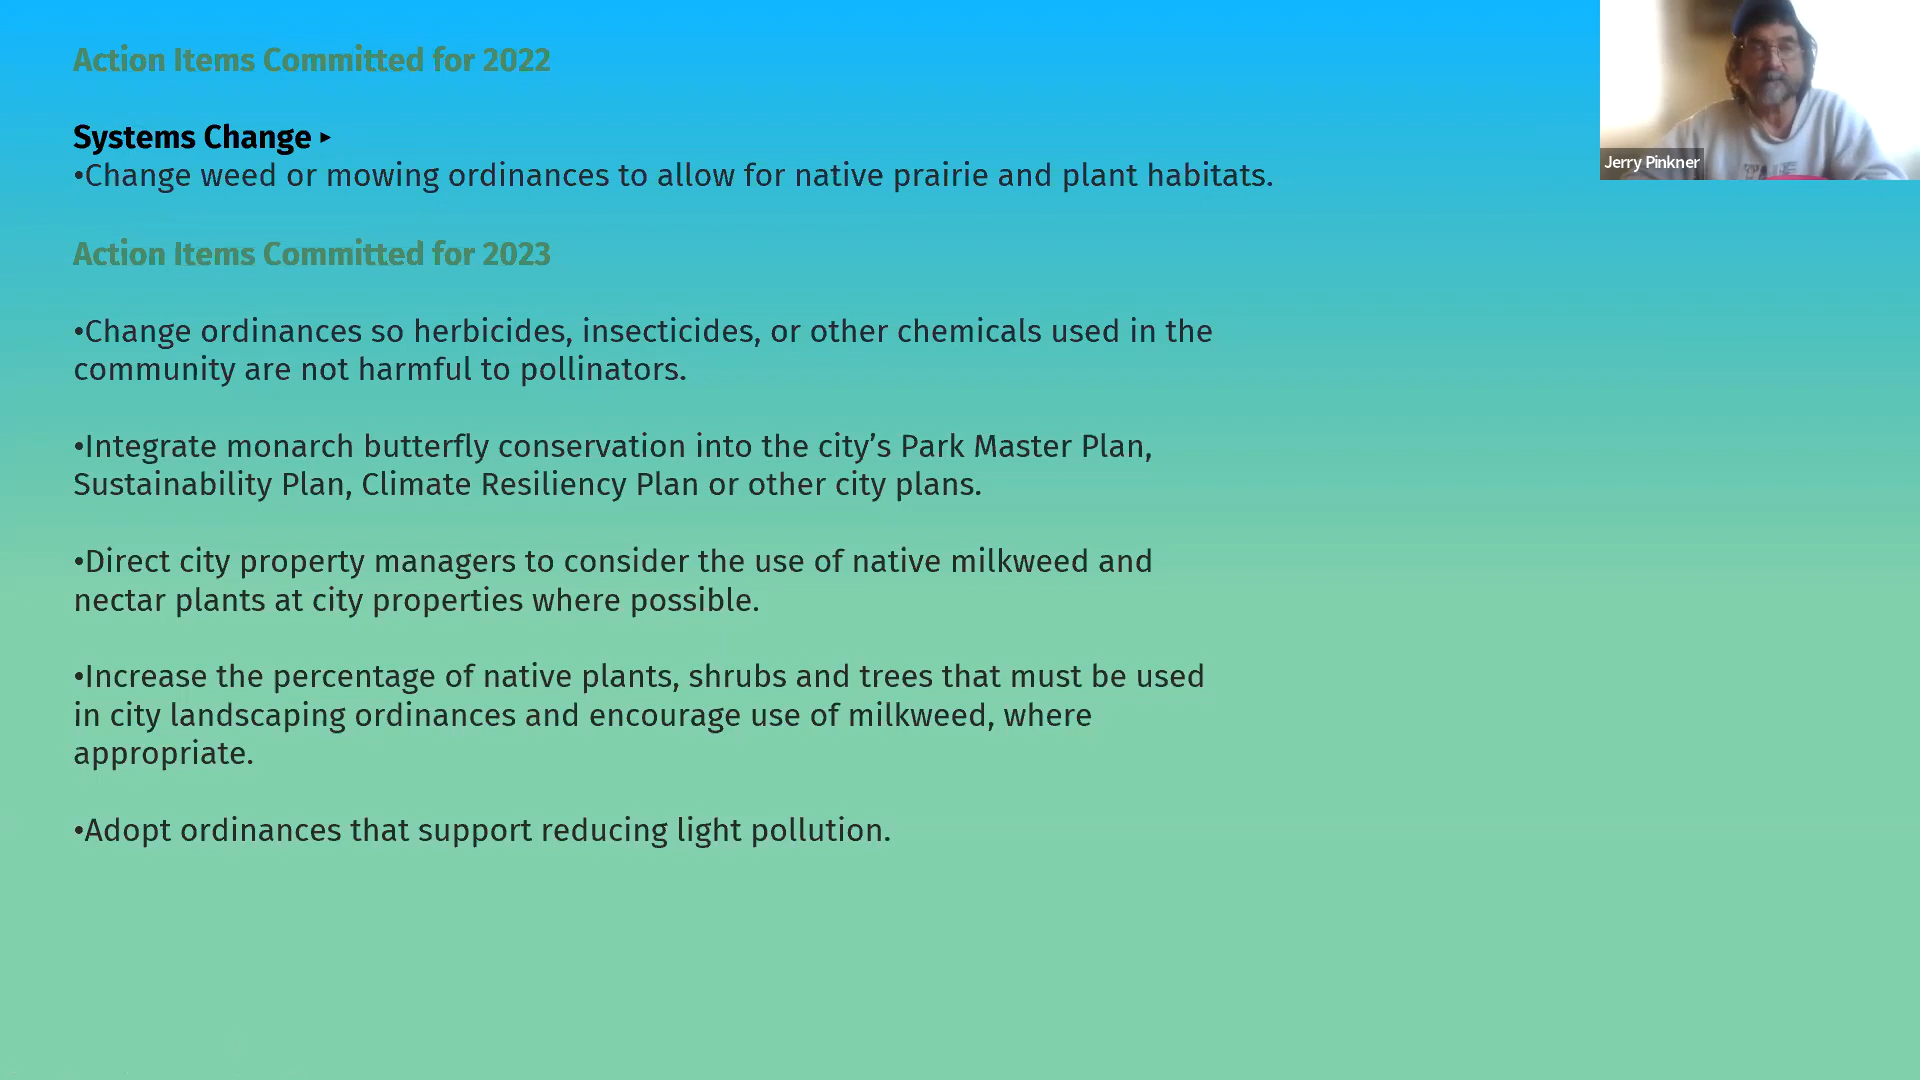 Action Items Committed for 2022
Systems Change ▸
•Change weed or mowing ordinances to allow for native prairie and plant habitats.
Action Items Committed for 2023
•Change ordinances so herbicides, insecticides, or other chemicals used in the
community are not harmful to pollinators.
•Integrate monarch butterfly conservation into the city’s Park Master Plan,
Sustainability Plan, Climate Resiliency Plan or other city plans.
•Direct city property managers to consider the use of native milkweed and
nectar plants at city properties where possible.
•Increase the percentage of native plants, shrubs and trees that must be used
in city landscaping ordinances and encourage use of milkweed, where
appropriate.
•Adopt ordinances that support reducing light pollution.
Jerry Pinkner